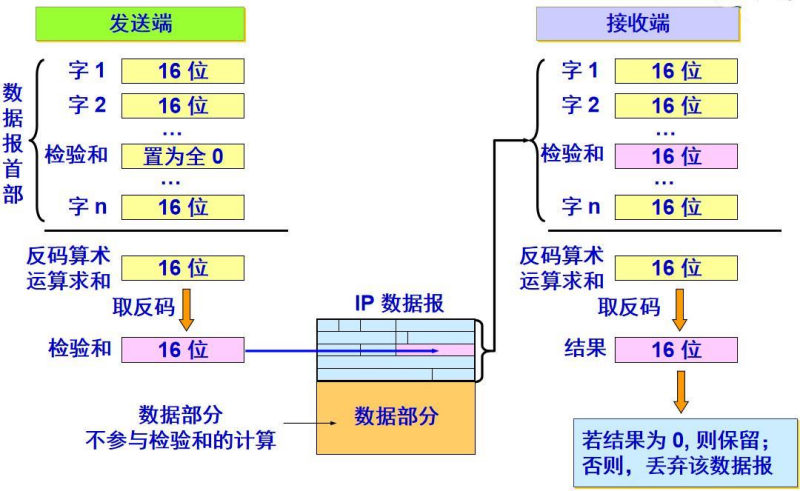 发送端
数据报首部
字 1 16 位
字 2 16 位
...
检验和 置为全 0
...
字 n 16 位
反码算术
运算求和 16 位
取反码
检验和 16 位
数据部分
不参与检验和的计算
IP 数据报
数据部分
接收端
字 1 16 位
字 2 16 位
...
检验和 16 位
...
字 n 16 位
反码算术
运算求和 16 位
取反码
结果 16 位
若结果为 0, 则保留；
否则，丢弃该数据报